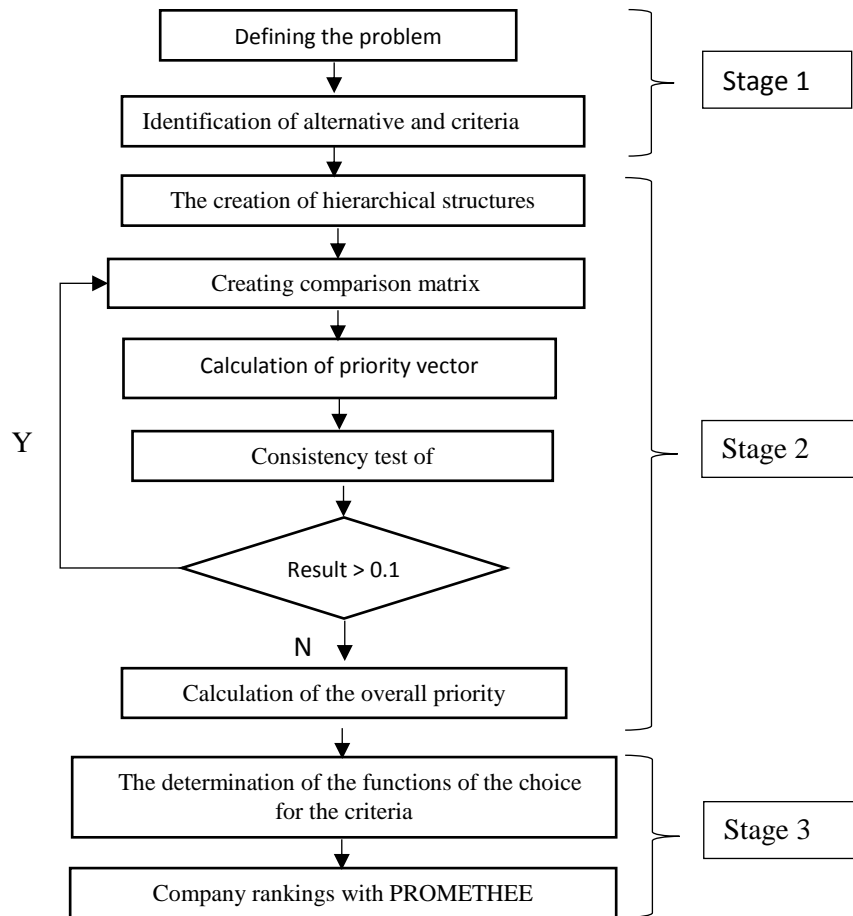 Defining the problem
Stage 1
Identification of alternative and criteria
The creation of hierarchical structures
Creating comparison matrix
Calculation of priority vector
Y
Stage 2
Consistency test of
Result > 0.1
N
Calculation of the overall priority
The determination of the functions of the choice
for the criteria
Stage 3
Company rankings with PROMETHEE